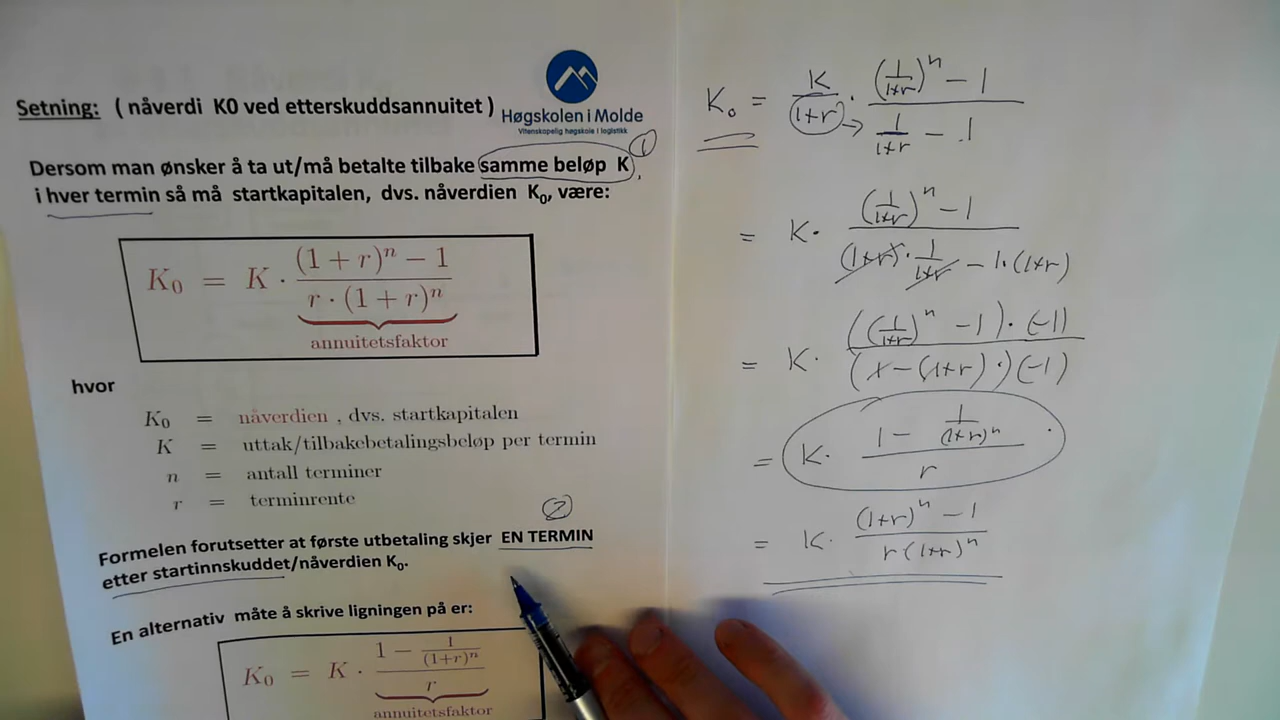 Setning: ( nåverdi K0 ved etterskuddsannuitet )
Høgskolen i Molde
Vitenskapelig høgskole i logistikk
①
Dersom man ønsker å ta ut/må betalte tilbake samme beløp K,
i hver termin så må startkapitalen, dvs. nåverdien K₀, være:
K₀ = K · ((1 + r)ⁿ − 1) / (r · (1 + r)ⁿ)
annuitetsfaktor
hvor
K₀ = nåverdien , dvs. startkapitalen
K = uttak/tilbakebetalingsbeløp per termin
n = antall terminer
r = terminrente
②
Formelen forutsetter at første utbetaling skjer EN TERMIN
etter startinnskuddet/nåverdien K₀.
En alternativ måte å skrive ligningen på er:
K₀ = K · (1 − 1/(1+r)ⁿ) / r
annuitetsfaktor
K₀ = K/(1+r) · ((1/(1+r))ⁿ − 1) / (1/(1+r) − 1)
= K · ((1/(1+r))ⁿ − 1) / ((1+r) · 1/(1+r) − 1·(1+r))
= K · (((1/(1+r))ⁿ − 1) · (−1)) / ((1 − (1+r))(−1))
= K · (1 − 1/(1+r)ⁿ) / r
= K · ((1+r)ⁿ − 1) / (r(1+r)ⁿ)